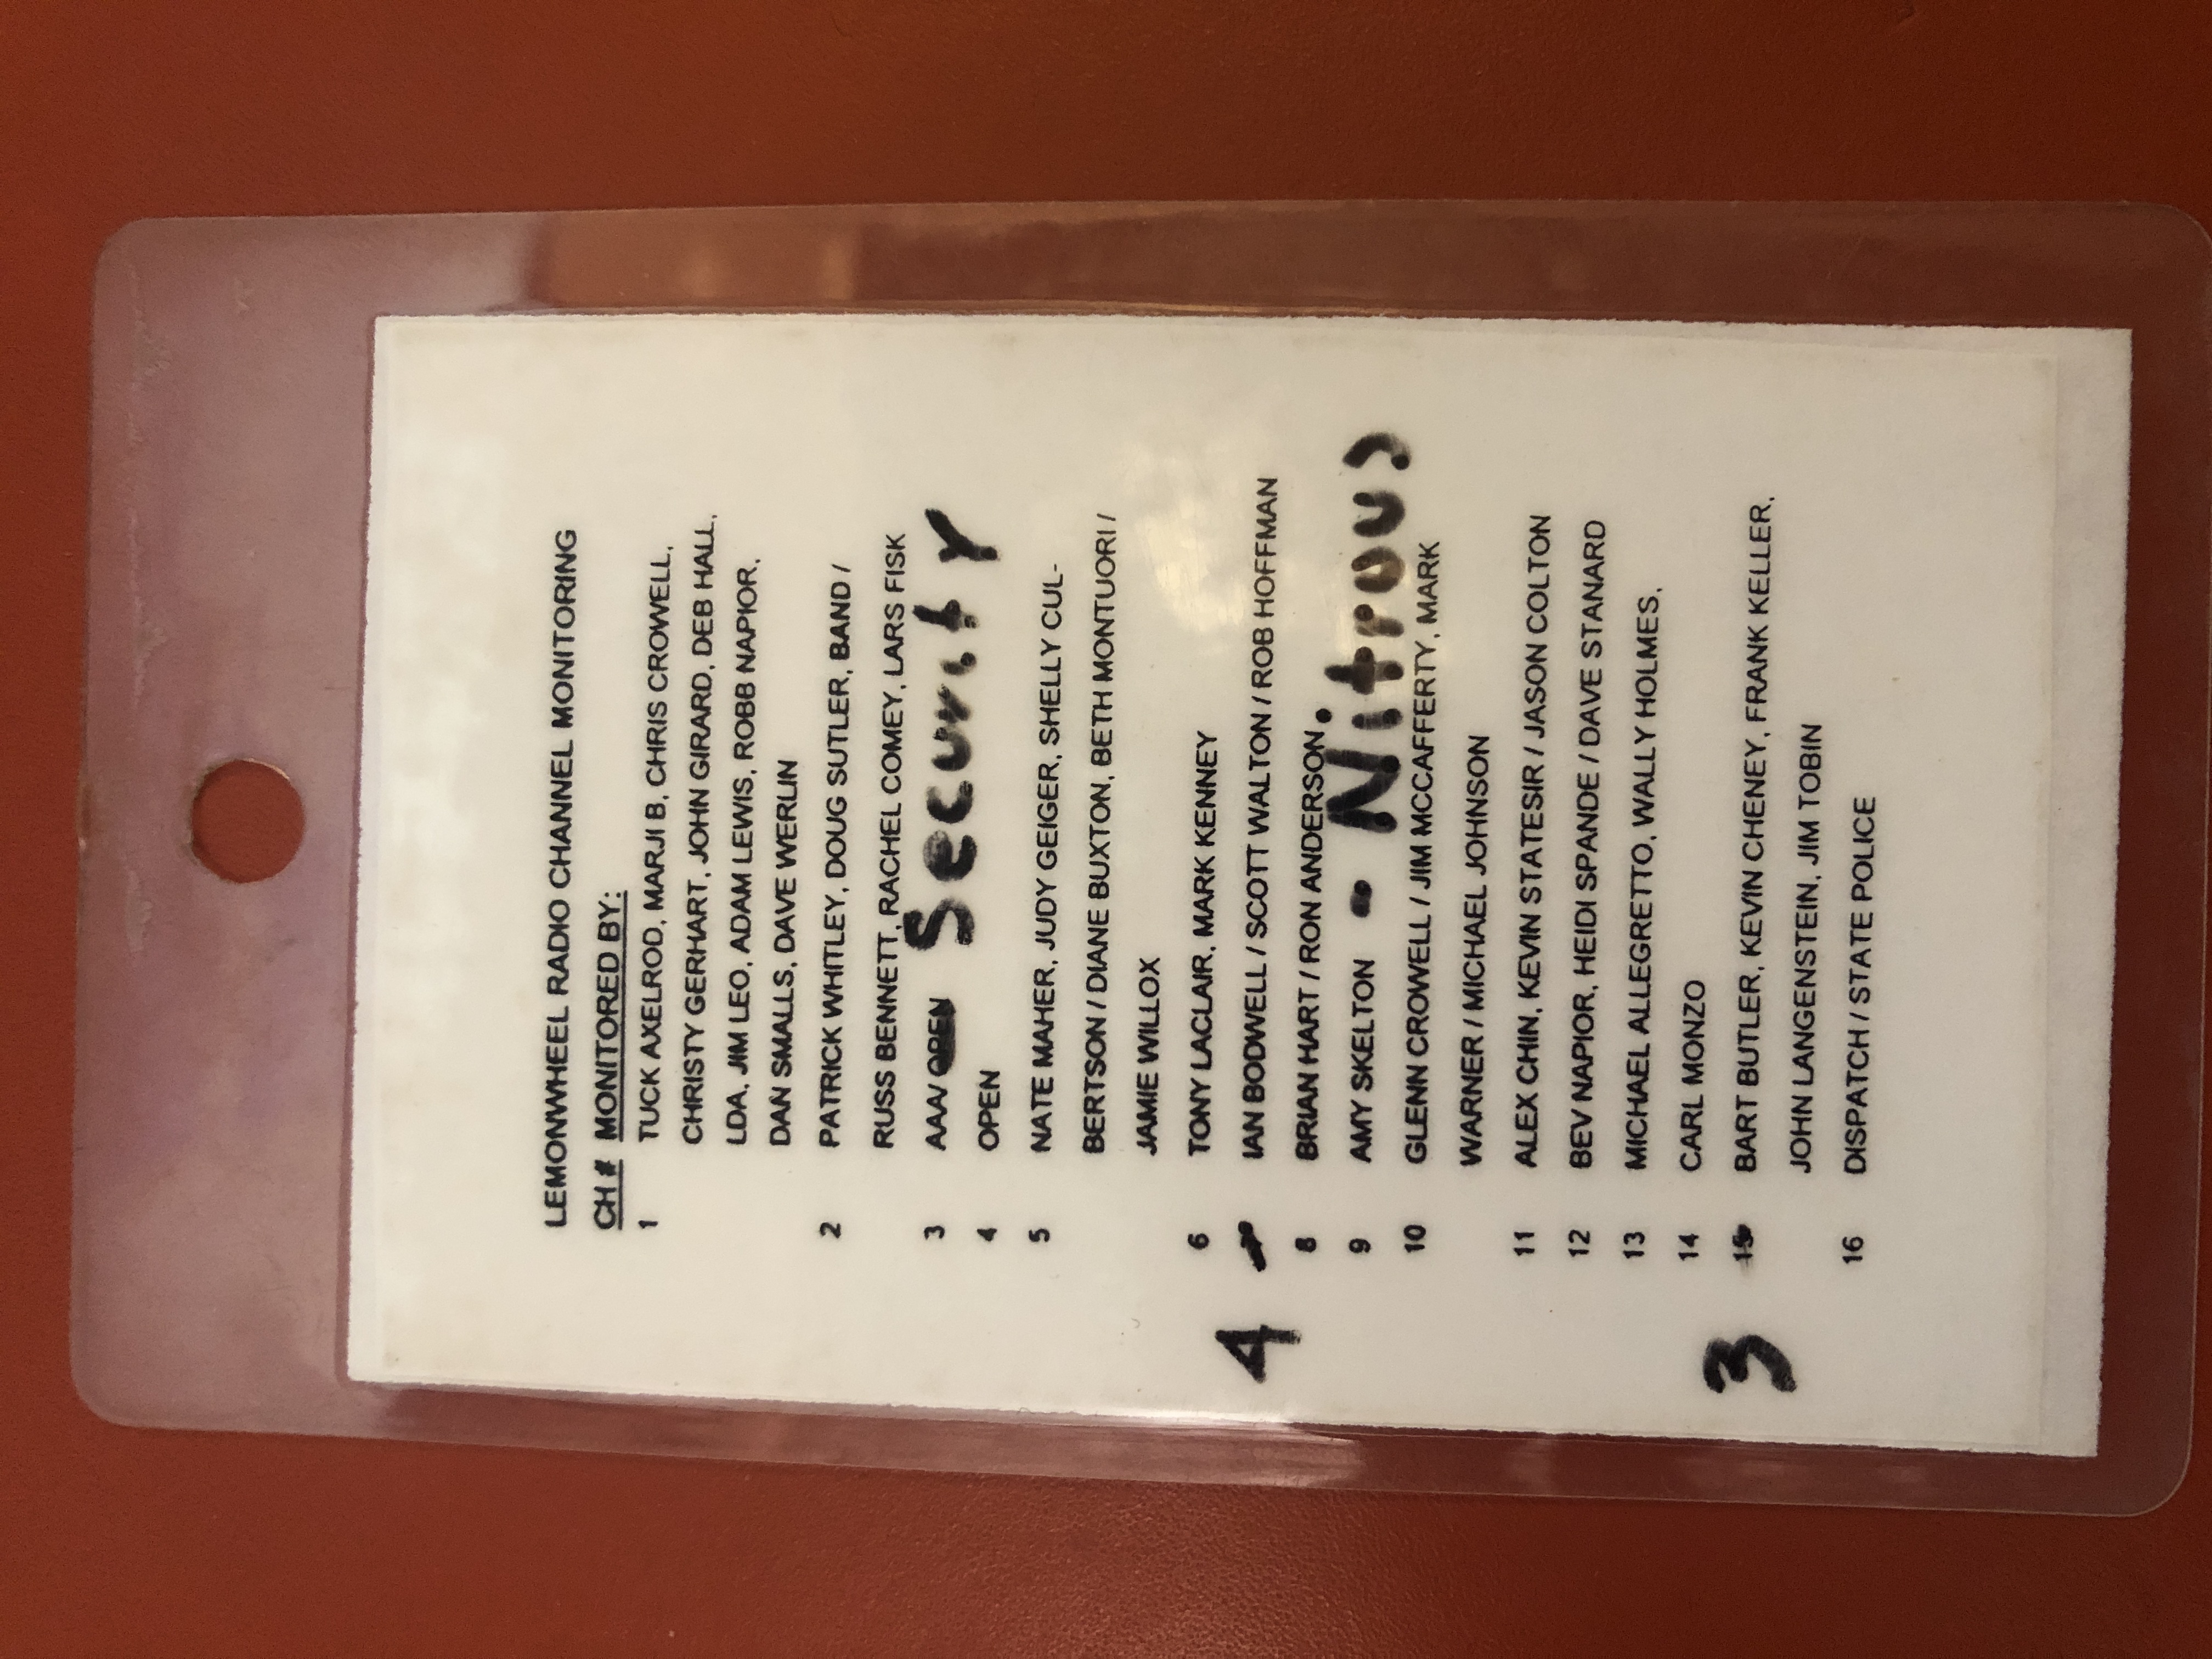 LEMONWHEEL RADIO CHANNEL MONITORING
CH # MONITORED BY:
1 TUCK AXELROD, MARJI B, CHRIS CROWELL,
CHRISTY GERHART, JOHN GIRARD, DEB HALL,
LDA, JIM LEO, ADAM LEWIS, ROBB NAPIOR,
DAN SMALLS, DAVE WERLIN
2 PATRICK WHITLEY, DOUG SUTLER, BAND /
RUSS BENNETT, RACHEL COMEY, LARS FISK
3 AAA/ OPEN Security
4 OPEN
5 NATE MAHER, JUDY GEIGER, SHELLY CUL-
BERTSON / DIANE BUXTON, BETH MONTUORI /
JAMIE WILLOX
6 TONY LACLAIR, MARK KENNEY
4 IAN BODWELL / SCOTT WALTON / ROB HOFFMAN
8 BRIAN HART / RON ANDERSON
9 AMY SKELTON - Nitrous
10 GLENN CROWELL / JIM MCCAFFERTY, MARK
WARNER / MICHAEL JOHNSON
11 ALEX CHIN, KEVIN STATESIR / JASON COLTON
12 BEV NAPIOR, HEIDI SPANDE / DAVE STANARD
13 MICHAEL ALLEGRETTO, WALLY HOLMES,
14 CARL MONZO
3 15 BART BUTLER, KEVIN CHENEY, FRANK KELLER,
JOHN LANGENSTEIN, JIM TOBIN
16 DISPATCH / STATE POLICE